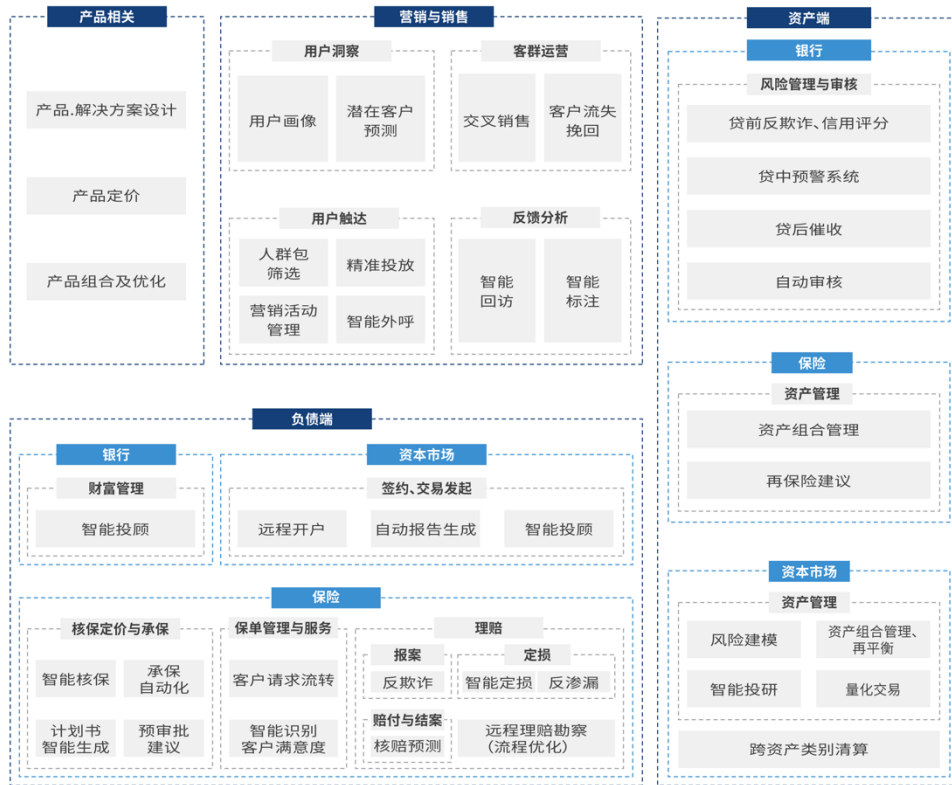 产品相关
产品.解决方案设计
产品定价
产品组合及优化
营销与销售
用户洞察
用户画像
潜在客户
预测
客群运营
交叉销售
客户流失
挽回
用户触达
人群包
筛选
精准投放
营销活动
管理
智能外呼
反馈分析
智能
回访
智能
标注
资产端
银行
风险管理与审核
贷前反欺诈、信用评分
贷中预警系统
贷后催收
自动审核
保险
资产管理
资产组合管理
再保险建议
资本市场
资产管理
风险建模
资产组合管理、
再平衡
智能投研
量化交易
跨资产类别清算
负债端
银行
财富管理
智能投顾
资本市场
签约、交易发起
远程开户
自动报告生成
智能投顾
保险
核保定价与承保
智能核保
承保
自动化
计划书
智能生成
预审批
建议
保单管理与服务
客户请求流转
智能识别
客户满意度
理赔
报案
反欺诈
定损
智能定损
反渗漏
赔付与结案
核赔预测
远程理赔勘察
(流程优化)